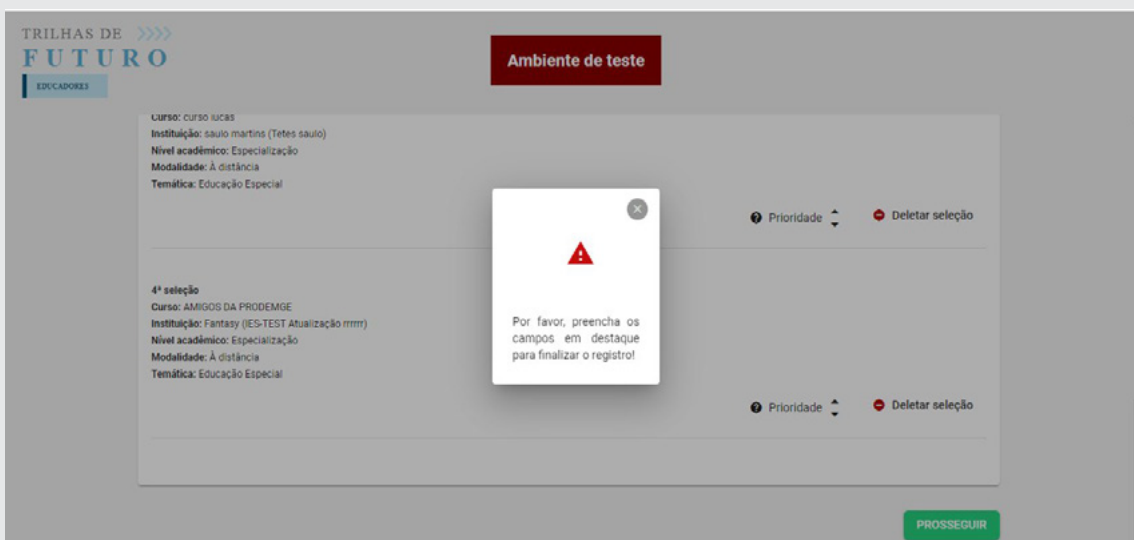 TRILHAS DE
FUTURO
EDUCADORES
Ambiente de teste
Curso: curso lucas
Instituição: saulo martins (Tetes saulo)
Nível acadêmico: Especialização
Modalidade: À distância
Temática: Educação Especial
Prioridade
Deletar seleção
Por favor, preencha os
campos em destaque
para finalizar o registro!
4ª seleção
Curso: AMIGOS DA PRODEMGE
Instituição: Fantasy (IES-TEST Atualização rrrrrr)
Nível acadêmico: Especialização
Modalidade: À distância
Temática: Educação Especial
Prioridade
Deletar seleção
PROSSEGUIR